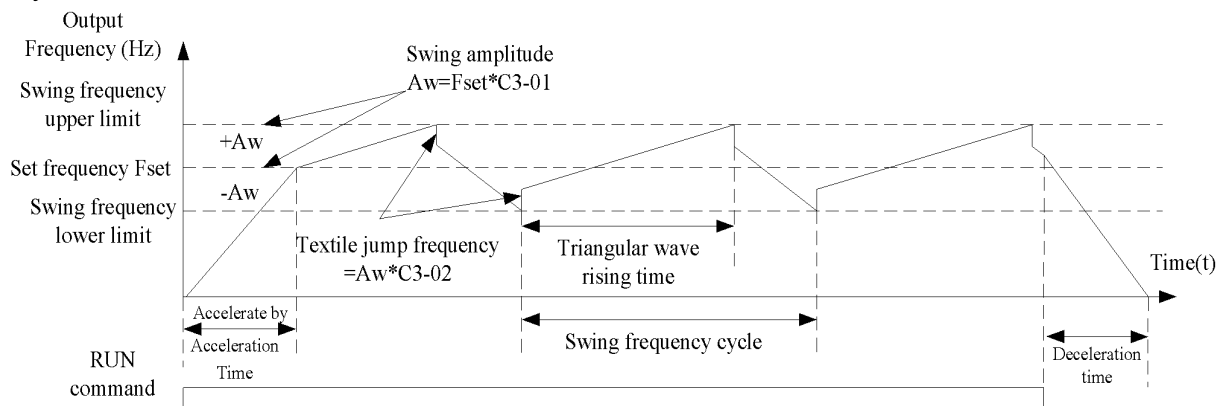 Output
Frequency (Hz)
Swing amplitude
Aw=Fset*C3-01
Swing frequency
upper limit
+Aw
Set frequency Fset
-Aw
Swing frequency
lower limit
Textile jump frequency
=Aw*C3-02
Triangular wave
rising time
Time(t)
Accelerate by
Acceleration
Time
Swing frequency cycle
Deceleration
time
RUN
command